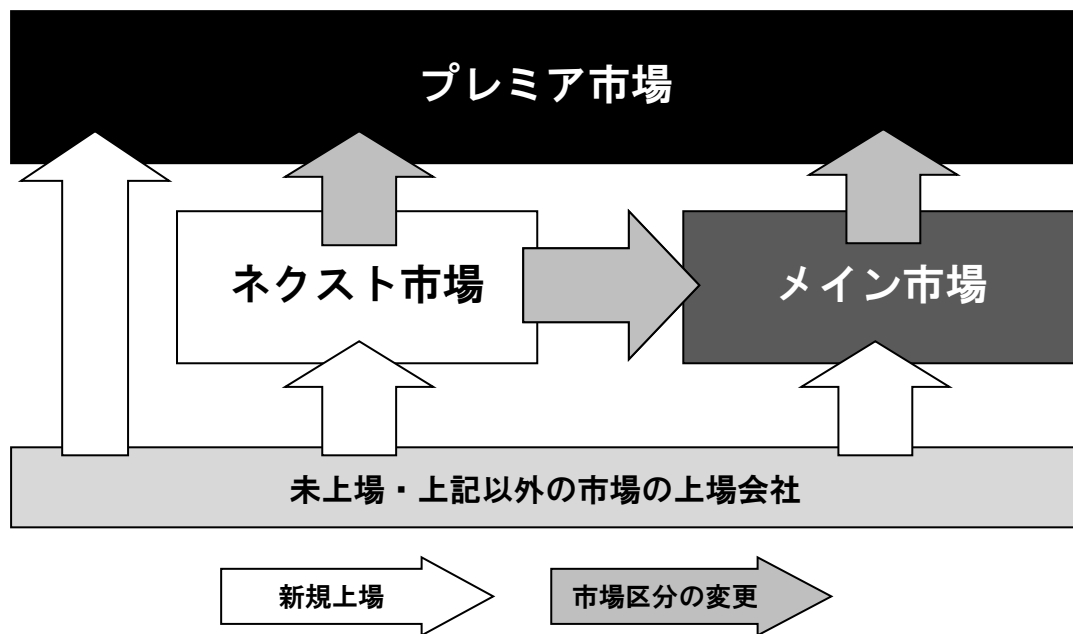 プレミア市場
ネクスト市場
メイン市場
未上場・上記以外の市場の上場会社
新規上場
市場区分の変更